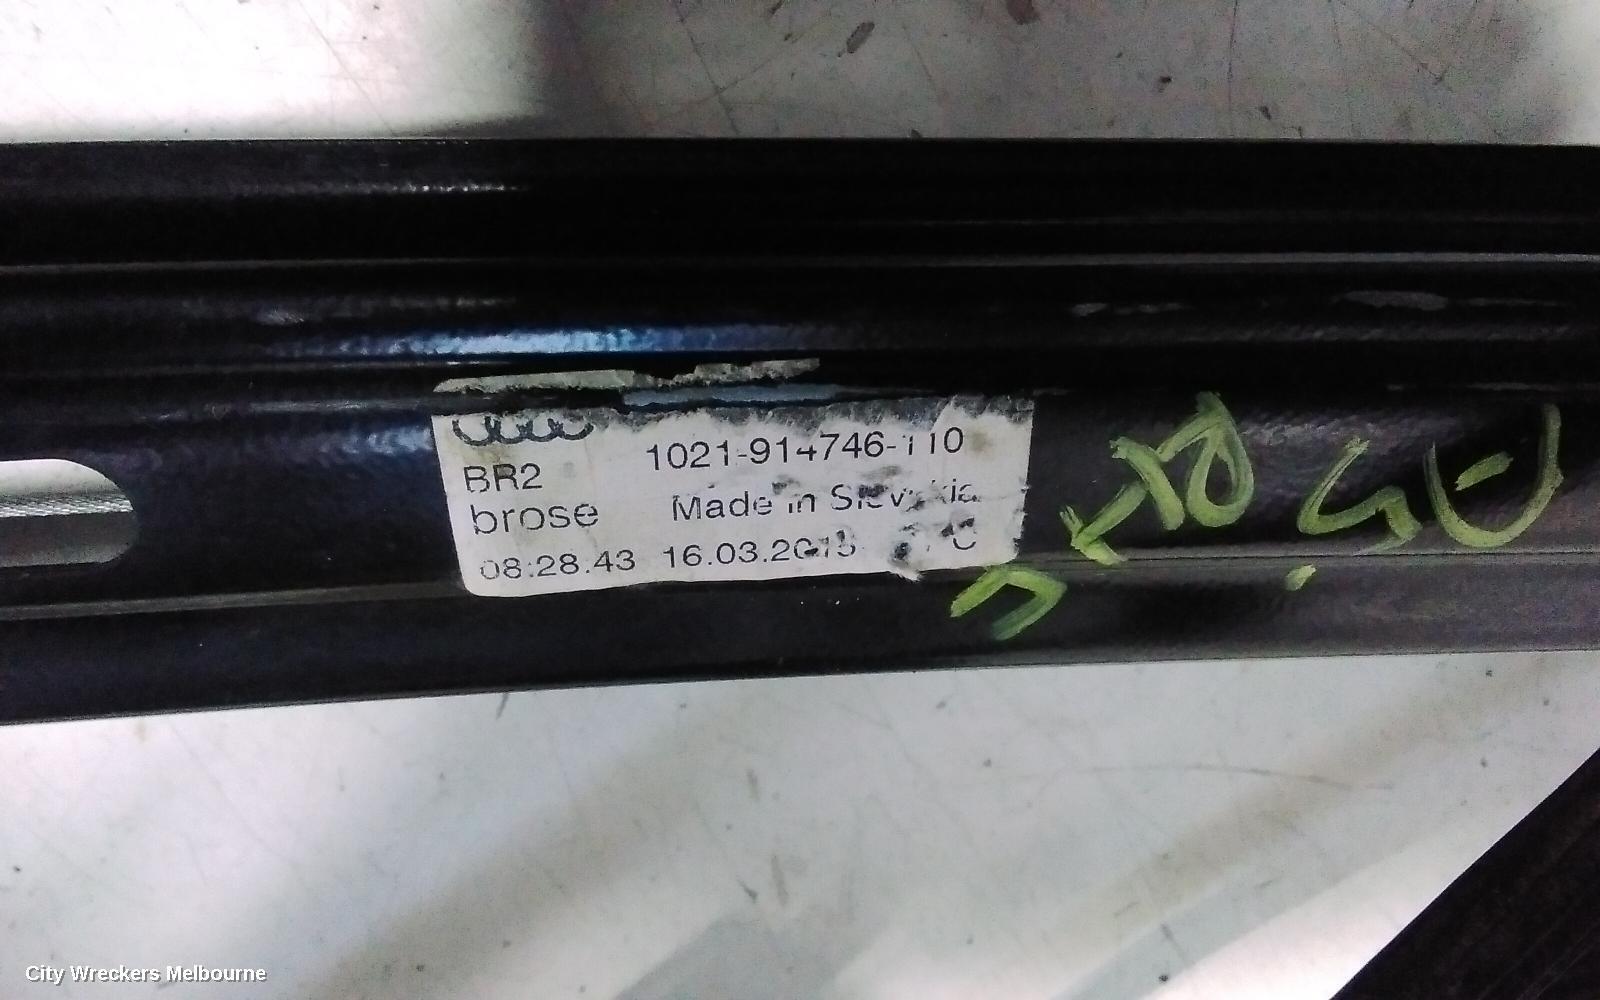 BR2
1021-914746-110
brose
Made in Slovakia
08:28.43 16.03.2015
City Wreckers Melbourne